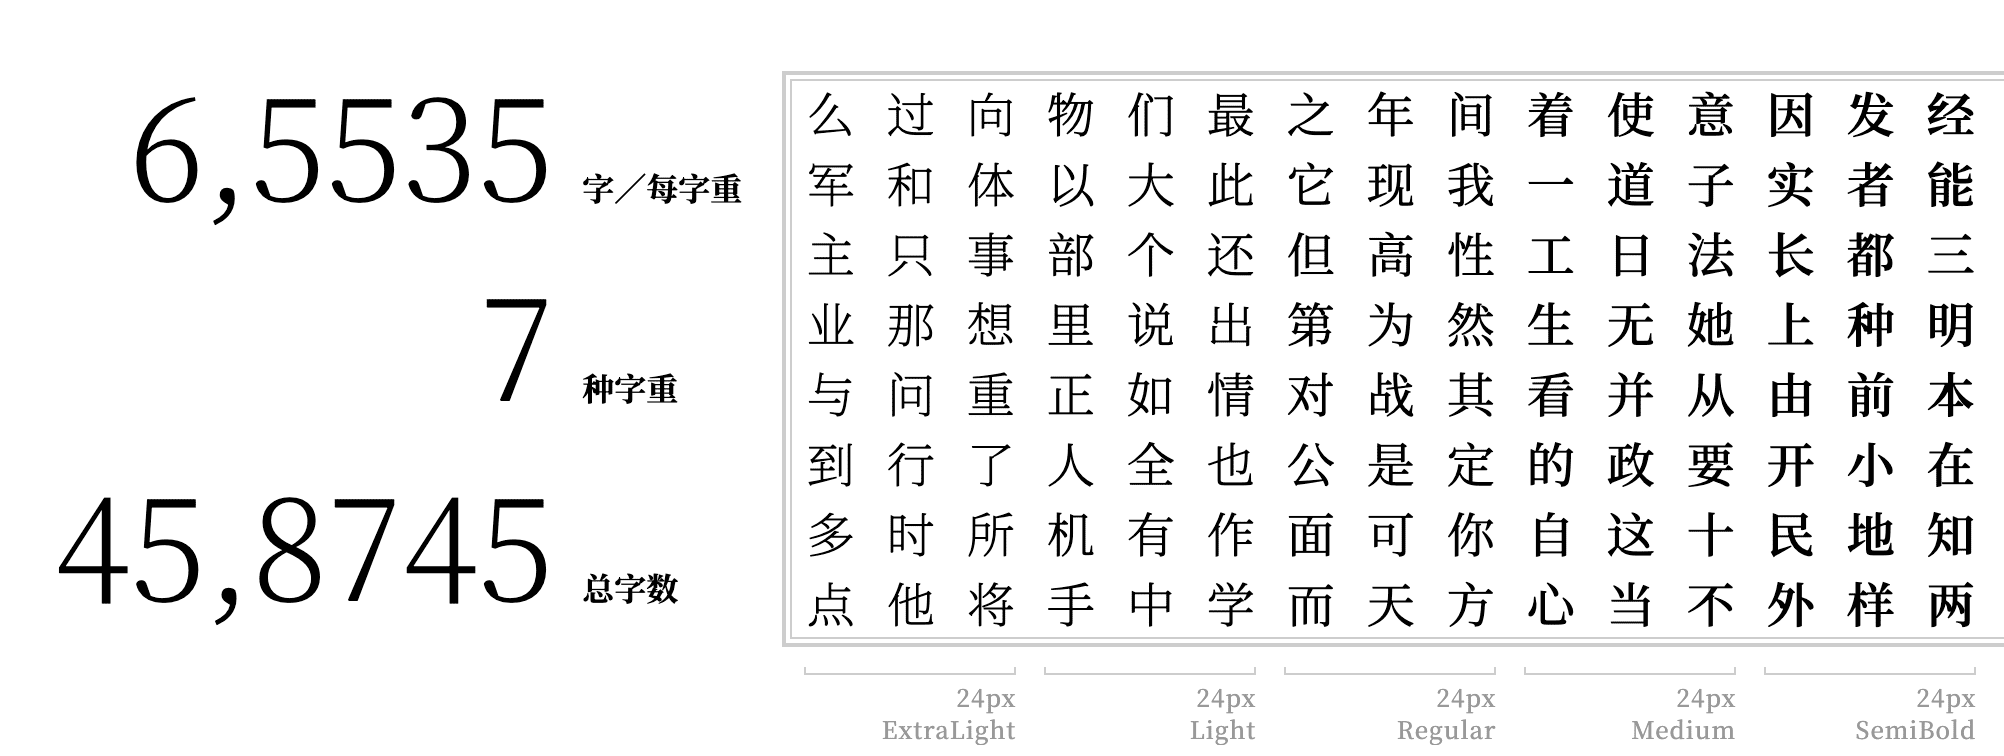 6,5535 字／每字重
7 种字重
45,8745 总字数
么 过 向 物 们 最 之 年 间 着 使 意 因 发 经
军 和 体 以 大 此 它 现 我 一 道 子 实 者 能
主 只 事 部 个 还 但 高 性 工 日 法 长 都 三
业 那 想 里 说 出 第 为 然 生 无 她 上 种 明
与 问 重 正 如 情 对 战 其 看 并 从 由 前 本
到 行 了 人 全 也 公 是 定 的 政 要 开 小 在
多 时 所 机 有 作 面 可 你 自 这 十 民 地 知
点 他 将 手 中 学 而 天 方 心 当 不 外 样 两
24px 24px 24px 24px 24px
ExtraLight Light Regular Medium SemiBold